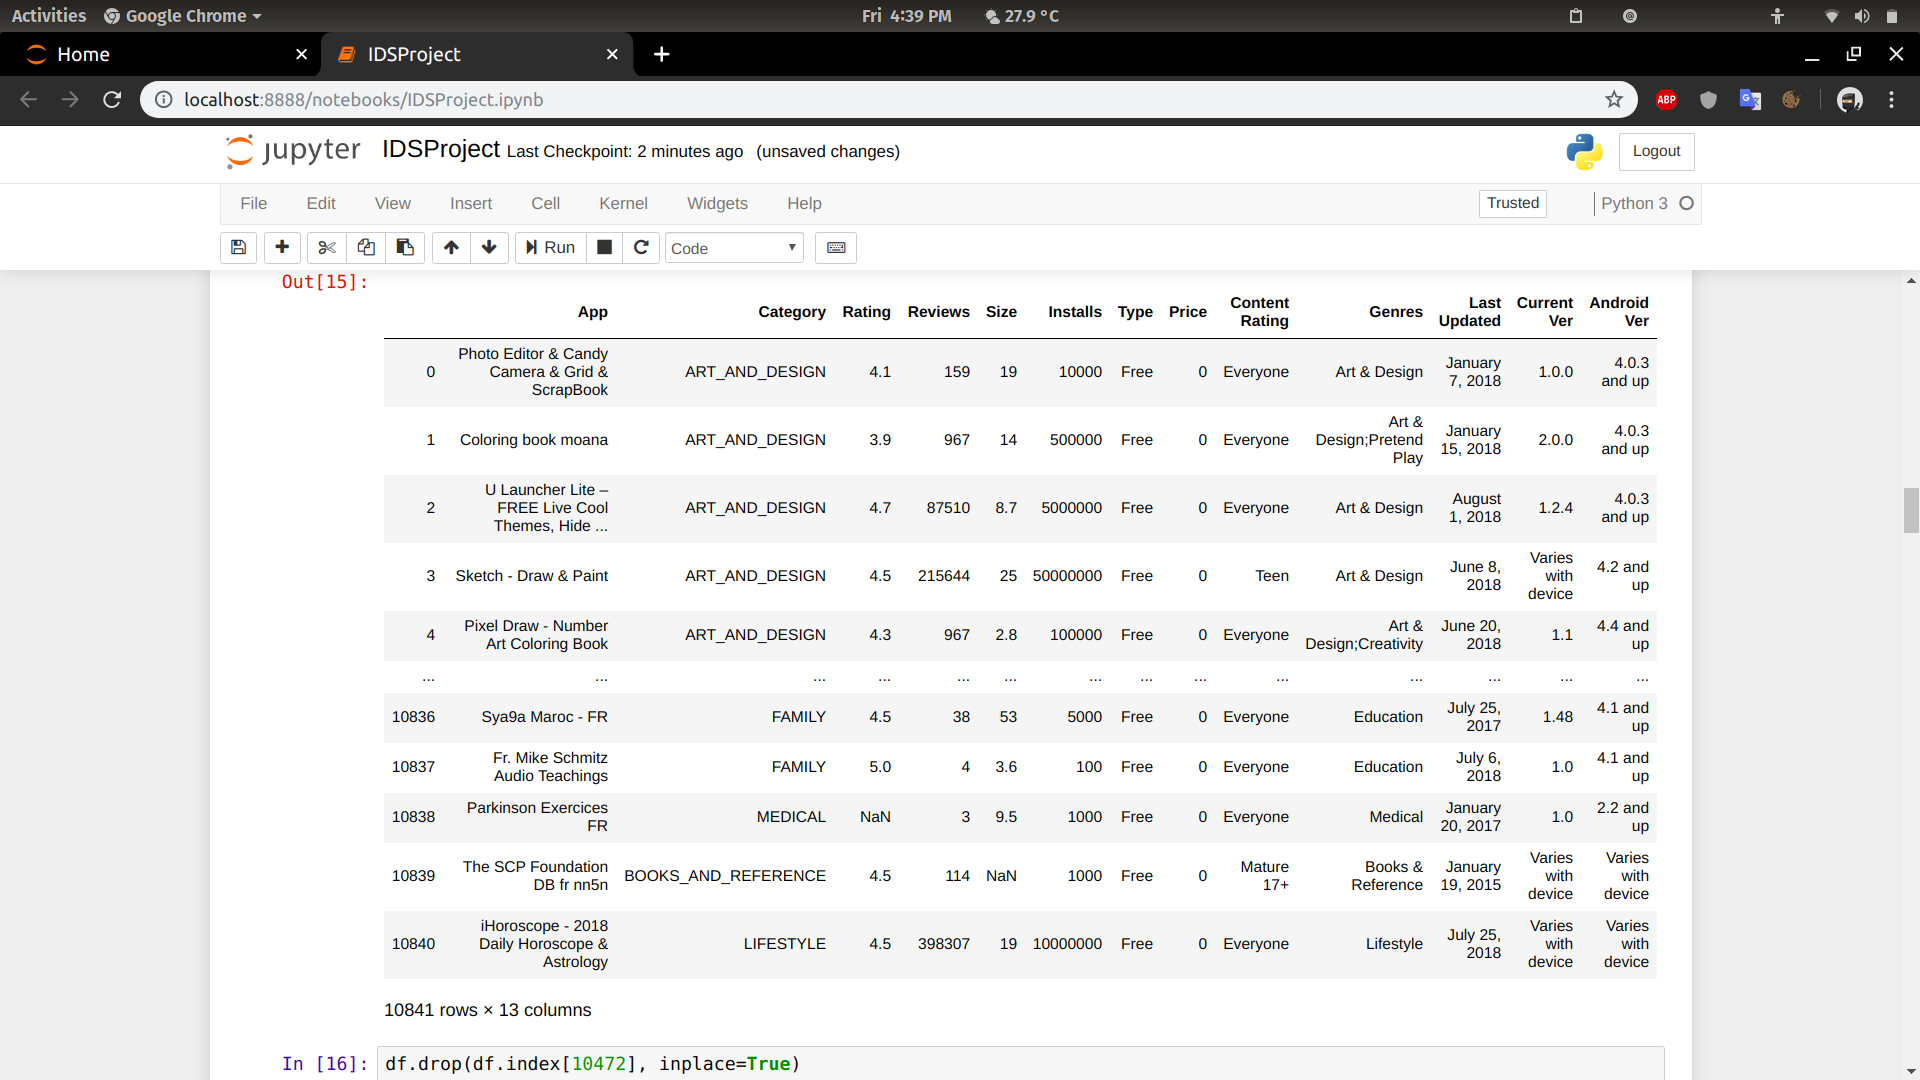 Activities Google Chrome Fri 4:39 PM 27.9 °C
Home IDSProject
localhost:8888/notebooks/IDSProject.ipynb ABP G
jupyter IDSProject Last Checkpoint: 2 minutes ago (unsaved changes) Logout
File Edit View Insert Cell Kernel Widgets Help Trusted Python 3
Run Code
Out[15]:
App Category Rating Reviews Size Installs Type Price Content Rating Genres Last Updated Current Ver Android Ver
0 Photo Editor & Candy Camera & Grid & ScrapBook ART_AND_DESIGN 4.1 159 19 10000 Free 0 Everyone Art & Design January 7, 2018 1.0.0 4.0.3 and up
1 Coloring book moana ART_AND_DESIGN 3.9 967 14 500000 Free 0 Everyone Art & Design;Pretend Play January 15, 2018 2.0.0 4.0.3 and up
2 U Launcher Lite – FREE Live Cool Themes, Hide ... ART_AND_DESIGN 4.7 87510 8.7 5000000 Free 0 Everyone Art & Design August 1, 2018 1.2.4 4.0.3 and up
3 Sketch - Draw & Paint ART_AND_DESIGN 4.5 215644 25 50000000 Free 0 Teen Art & Design June 8, 2018 Varies with device 4.2 and up
4 Pixel Draw - Number Art Coloring Book ART_AND_DESIGN 4.3 967 2.8 100000 Free 0 Everyone Art & Design;Creativity June 20, 2018 1.1 4.4 and up
... ... ... ... ... ... ... ... ... ... ... ... ... ...
10836 Sya9a Maroc - FR FAMILY 4.5 38 53 5000 Free 0 Everyone Education July 25, 2017 1.48 4.1 and up
10837 Fr. Mike Schmitz Audio Teachings FAMILY 5.0 4 3.6 100 Free 0 Everyone Education July 6, 2018 1.0 4.1 and up
10838 Parkinson Exercices FR MEDICAL NaN 3 9.5 1000 Free 0 Everyone Medical January 20, 2017 1.0 2.2 and up
10839 The SCP Foundation DB fr nn5n BOOKS_AND_REFERENCE 4.5 114 NaN 1000 Free 0 Mature 17+ Books & Reference January 19, 2015 Varies with device Varies with device
10840 iHoroscope - 2018 Daily Horoscope & Astrology LIFESTYLE 4.5 398307 19 10000000 Free 0 Everyone Lifestyle July 25, 2018 Varies with device Varies with device
10841 rows × 13 columns
In [16]: df.drop(df.index[10472], inplace=True)